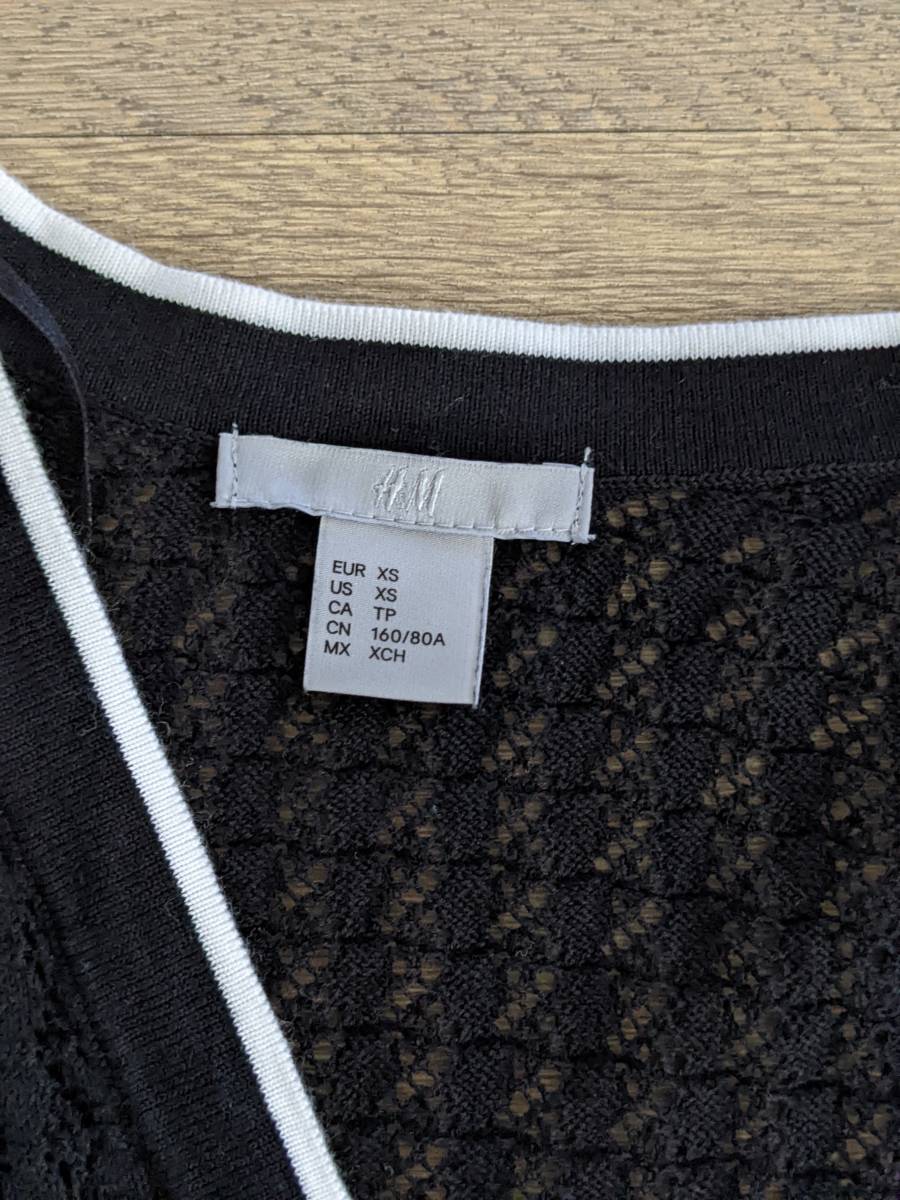 H&M
EUR XS
US XS
CA TP
CN 160/80A
MX XCH